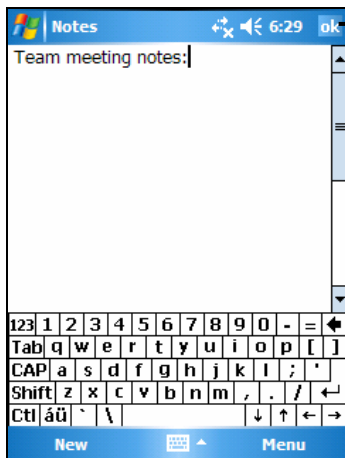 Notes 6:29 ok
Team meeting notes:
123 1 2 3 4 5 6 7 8 9 0 - =
Tab q w e r t y u i o p [ ]
CAP a s d f g h j k l ; '
Shift z x c v b n m , . /
Ctl áü ` \
New Menu